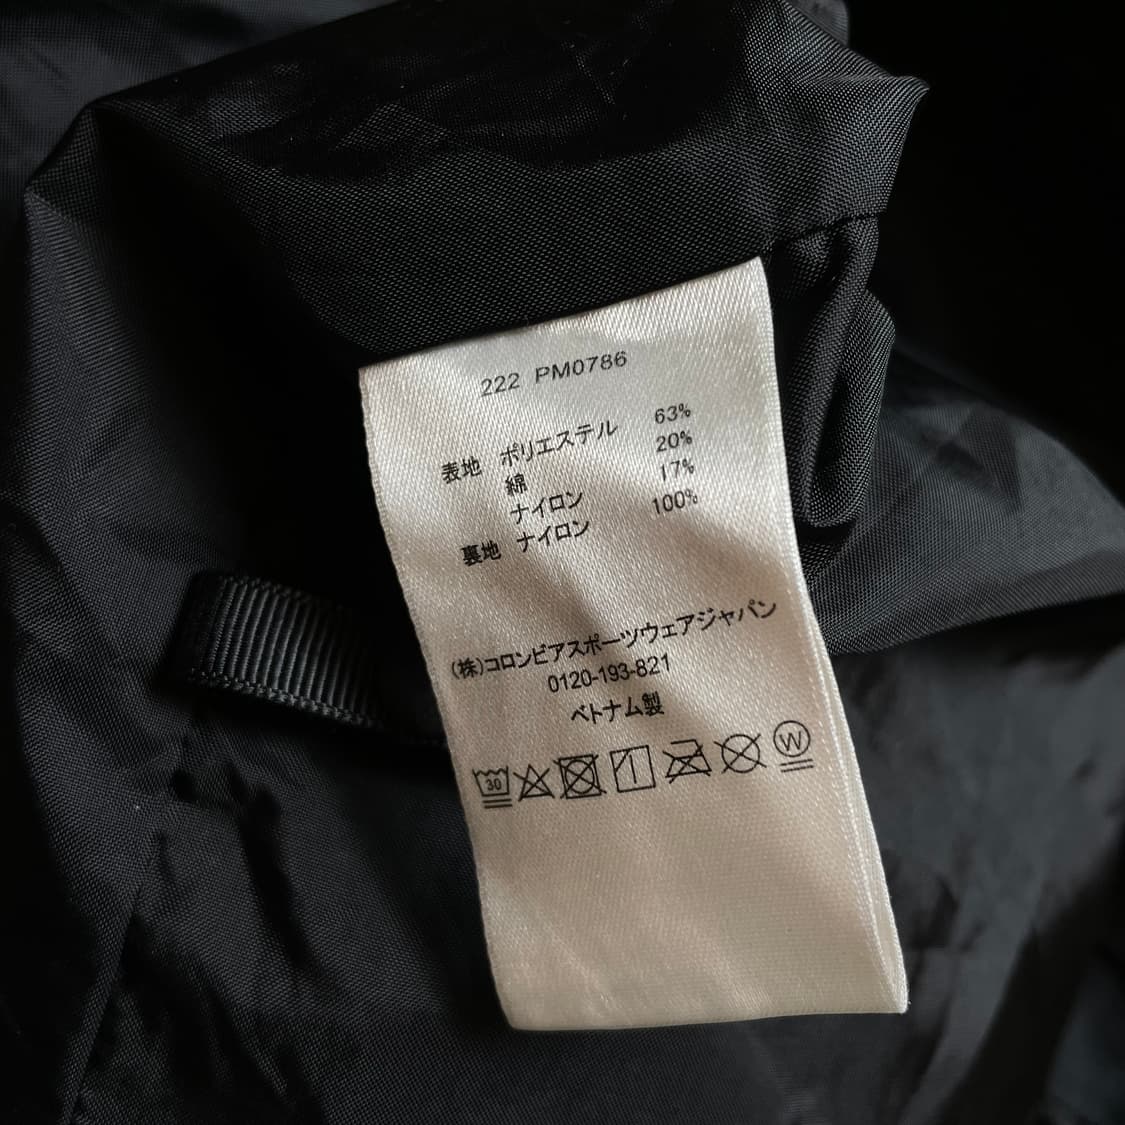 222 PM0786
表地 ポリエステル 63%
綿 20%
ナイロン 17%
裏地 ナイロン 100%
(株)コロンビアスポーツウェアジャパン
0120-193-821
ベトナム製
30 W